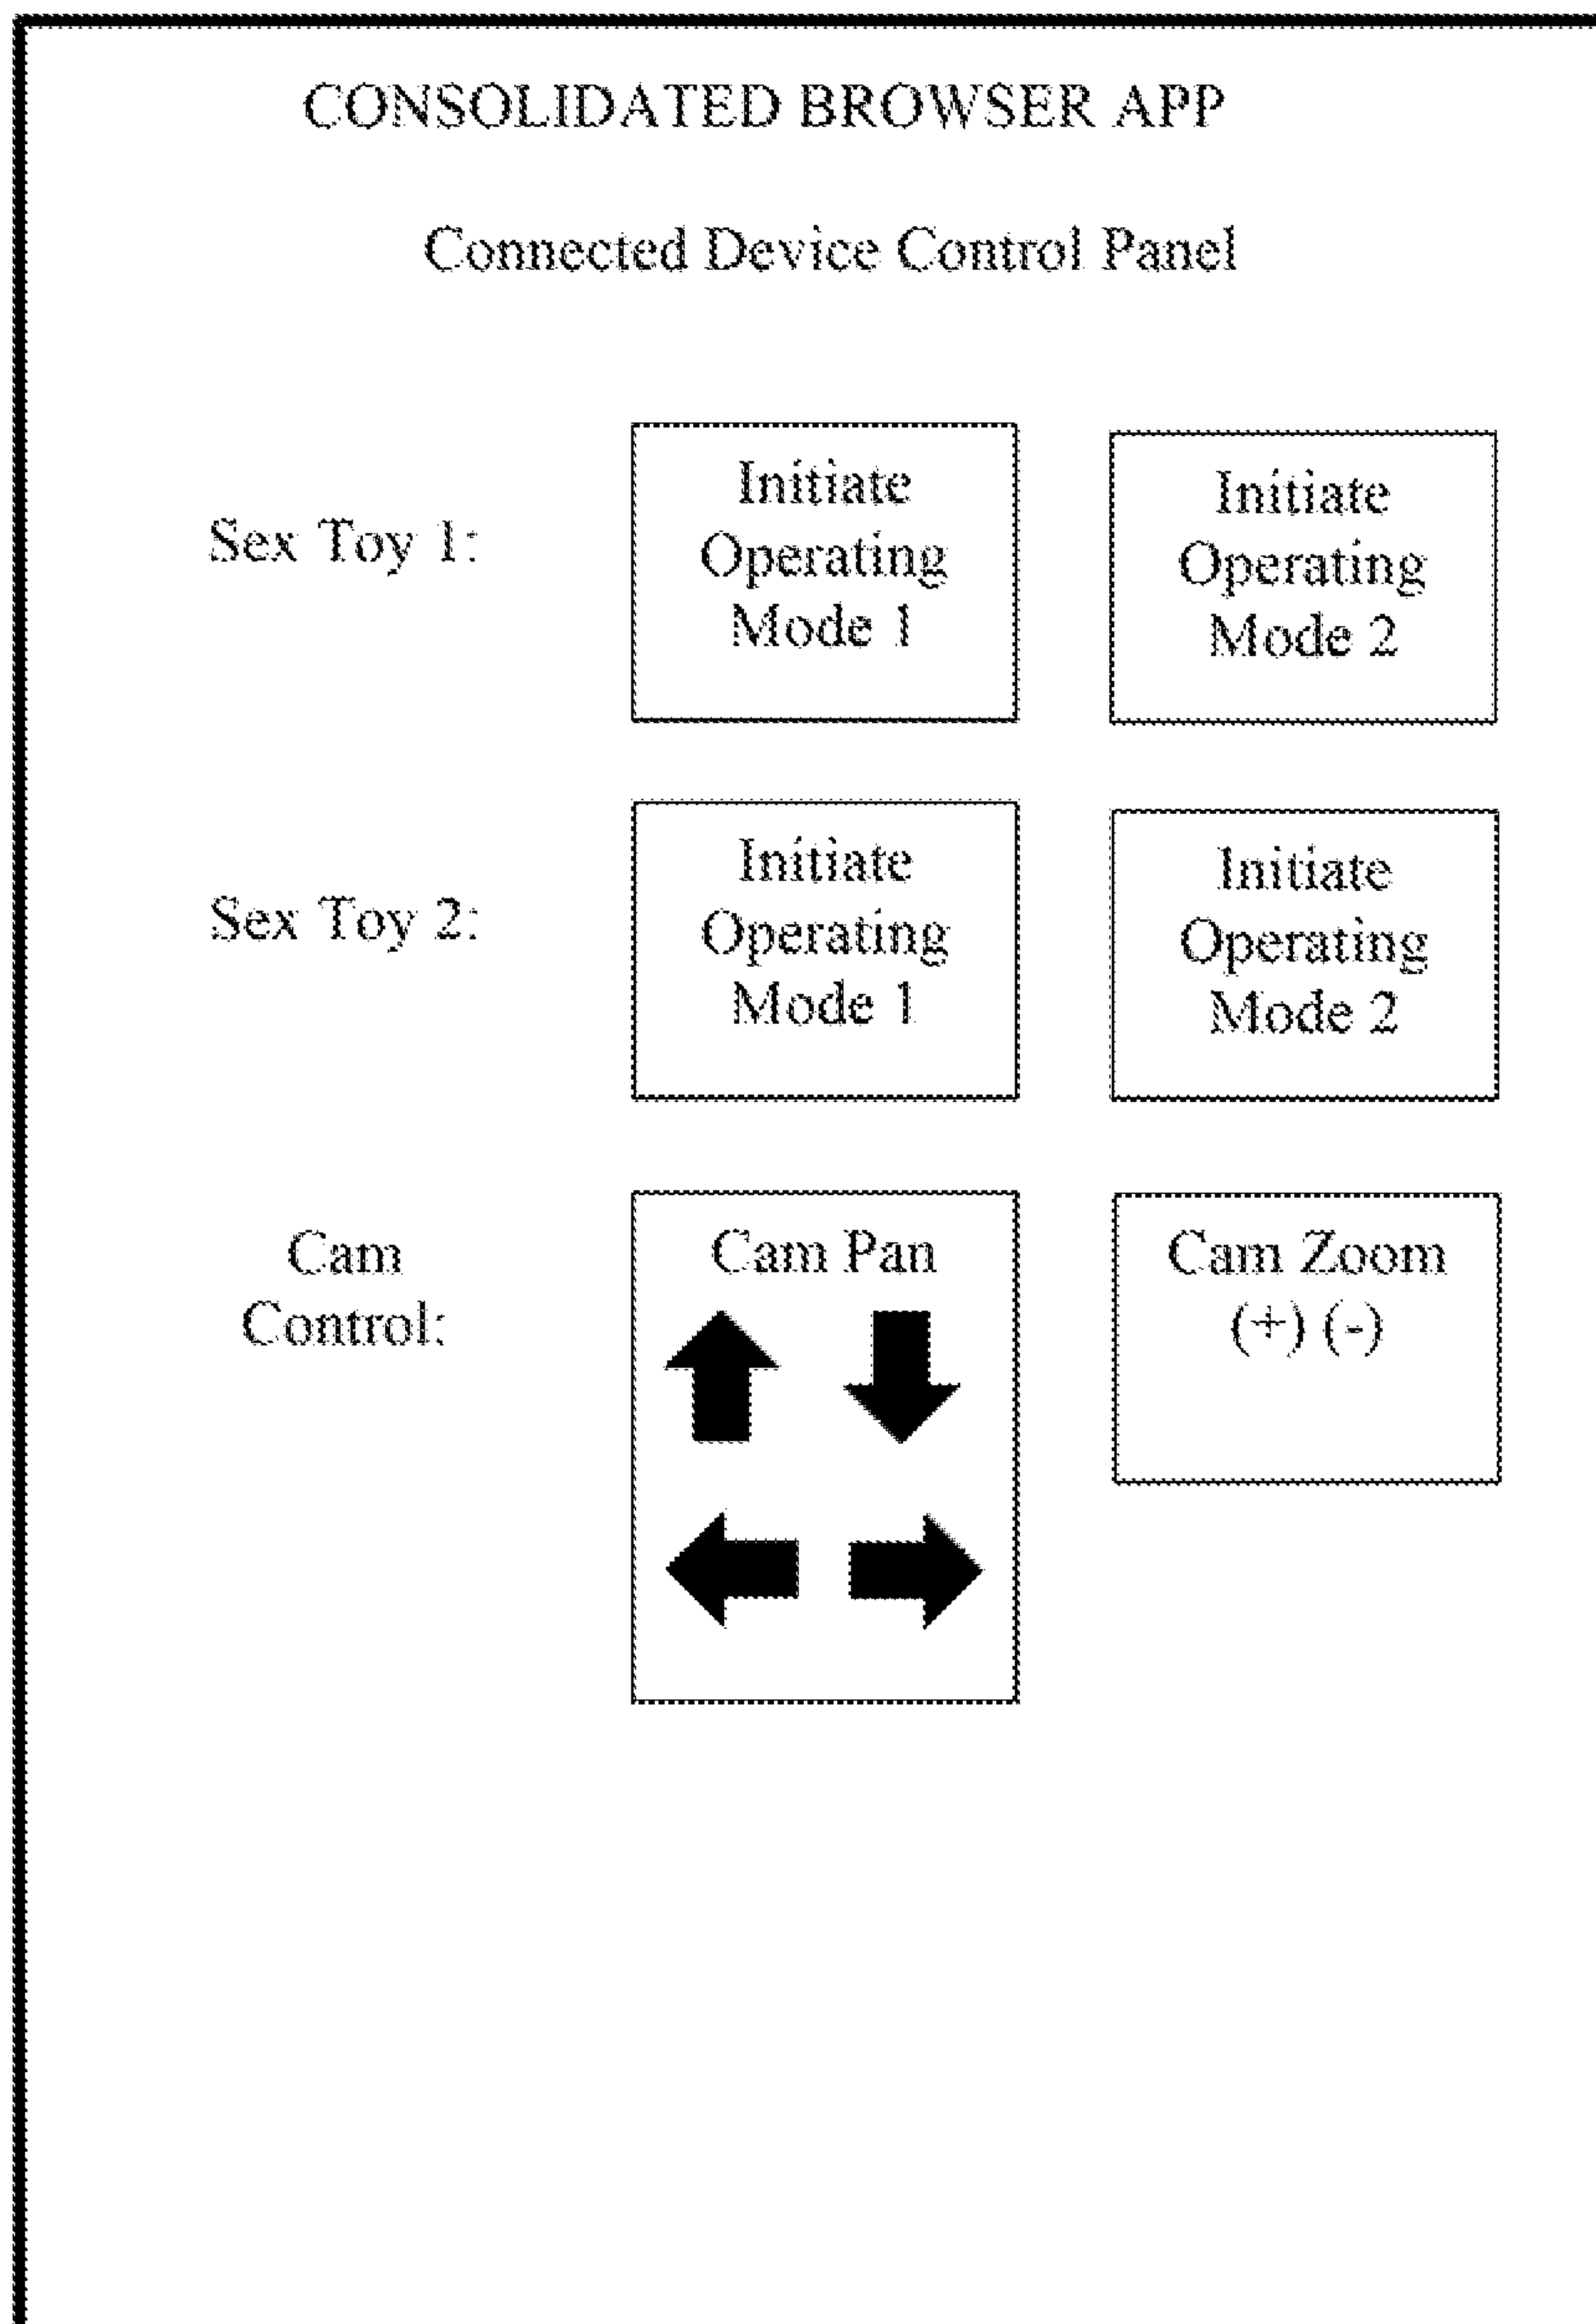 CONSOLIDATED BROWSER APP
Connected Device Control Panel
Sex Toy 1:
Initiate
Operating
Mode 1
Initiate
Operating
Mode 2
Sex Toy 2:
Initiate
Operating
Mode 1
Initiate
Operating
Mode 2
Cam
Control:
Cam Pan
Cam Zoom
(+) (-)